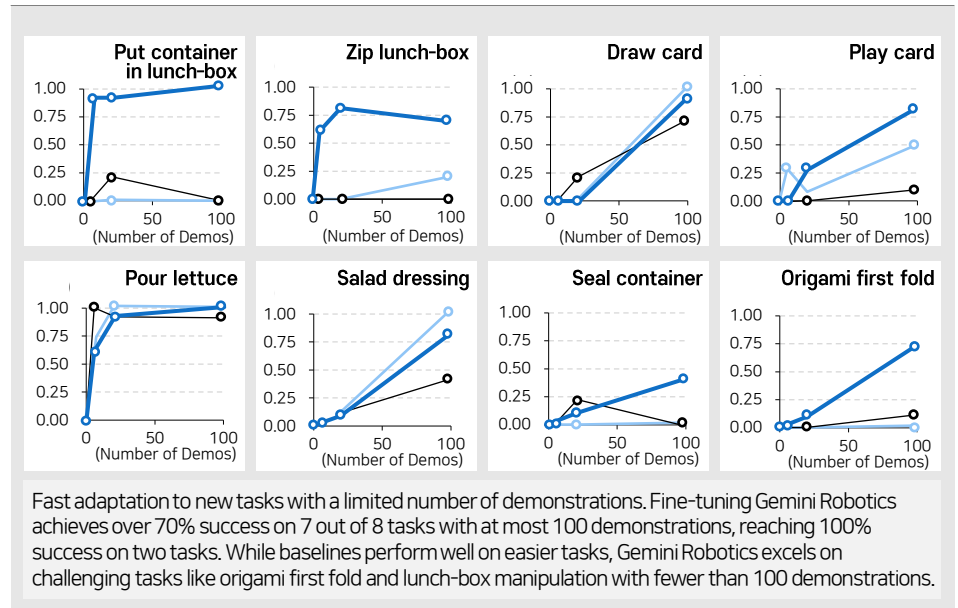 Put container
in lunch-box
1.00
0.75
0.50
0.25
0.00
0 50 100
(Number of Demos)
Zip lunch-box
1.00
0.75
0.50
0.25
0.00
0 50 100
(Number of Demos)
Draw card
1.00
0.75
0.50
0.25
0.00
0 50 100
(Number of Demos)
Play card
1.00
0.75
0.50
0.25
0.00
0 50 100
(Number of Demos)
Pour lettuce
1.00
0.75
0.50
0.25
0.00
0 50 100
(Number of Demos)
Salad dressing
1.00
0.75
0.50
0.25
0.00
0 50 100
(Number of Demos)
Seal container
1.00
0.75
0.50
0.25
0.00
0 50 100
(Number of Demos)
Origami first fold
1.00
0.75
0.50
0.25
0.00
0 50 100
(Number of Demos)
Fast adaptation to new tasks with a limited number of demonstrations. Fine-tuning Gemini Robotics
achieves over 70% success on 7 out of 8 tasks with at most 100 demonstrations, reaching 100%
success on two tasks. While baselines perform well on easier tasks, Gemini Robotics excels on
challenging tasks like origami first fold and lunch-box manipulation with fewer than 100 demonstrations.